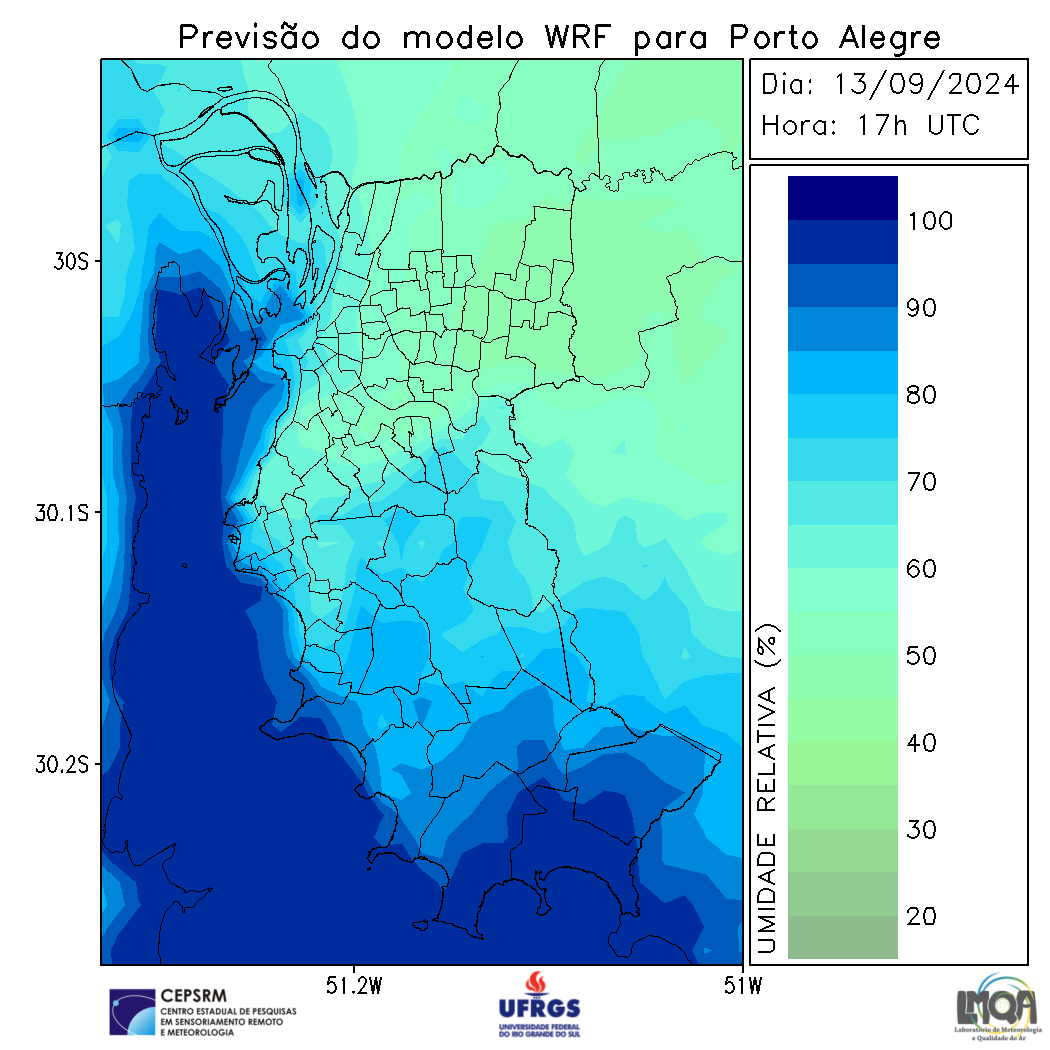 Previsão do modelo WRF para Porto Alegre
Dia: 13/09/2024
Hora: 17h UTC
100
90
80
70
60
50
40
30
20
UMIDADE RELATIVA (%)
30S
30.1S
30.2S
51.2W
51W
CEPSRM
CENTRO ESTADUAL DE PESQUISAS
EM SENSORIAMENTO REMOTO
E METEOROLOGIA
UFRGS
UNIVERSIDADE FEDERAL
DO RIO GRANDE DO SUL
LMQA
Laboratório de Meteorologia
e Qualidade do Ar